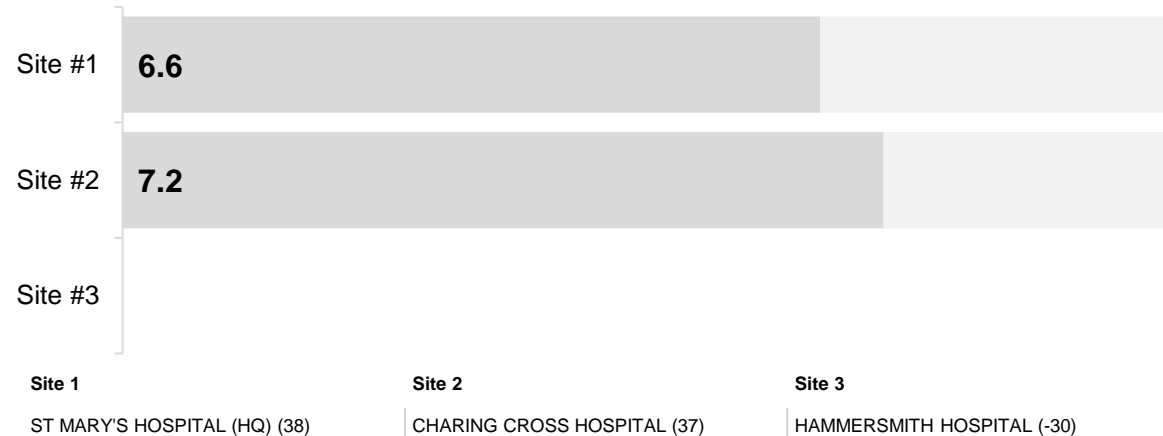 Site #1
6.6
Site #2
7.2
Site #3
Site 1
Site 2
Site 3
ST MARY'S HOSPITAL (HQ) (38)
CHARING CROSS HOSPITAL (37)
HAMMERSMITH HOSPITAL (-30)